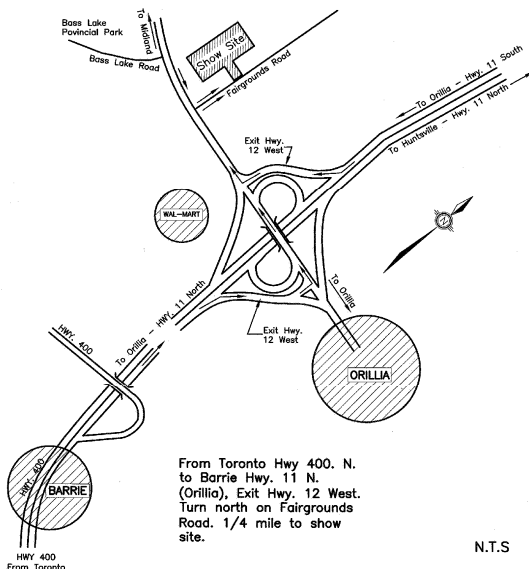 Bass Lake
Povincial Park
To Midland
Bass Lake Road
Show Site
Fairgrounds Road
To Orillia - Hwy. 11 South
To Huntsville - Hwy. 11 North
Exit Hwy.
12 West
WAL-MART
N
To Orillia - HWY. 11 North
To Orillia
Exit Hwy.
12 West
HWY. 400
ORILLIA
HWY. 400
BARRIE
From Toronto Hwy 400. N.
to Barrie Hwy. 11 N.
(Orillia), Exit Hwy. 12 West.
Turn north on Fairgrounds
Road. 1/4 mile to show
site.
N.T.S
HWY 400
From Toronto